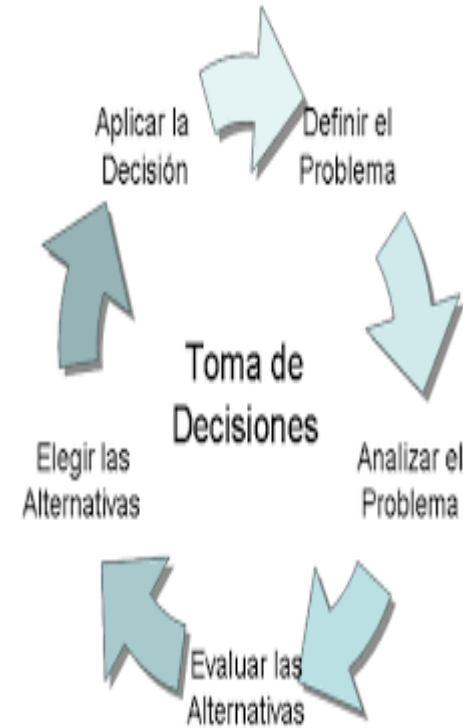 Toma de
Decisiones
Definir el
Problema
Analizar el
Problema
Evaluar las
Alternativas
Elegir las
Alternativas
Aplicar la
Decisión